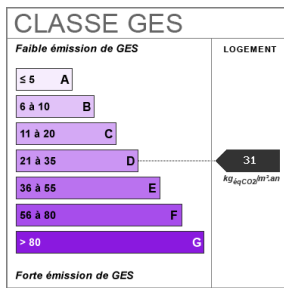 CLASSE GES
Faible émission de GES
LOGEMENT
≤ 5 A
6 à 10 B
11 à 20 C
21 à 35 D
31
kgéqCO2/m².an
36 à 55 E
56 à 80 F
> 80 G
Forte émission de GES